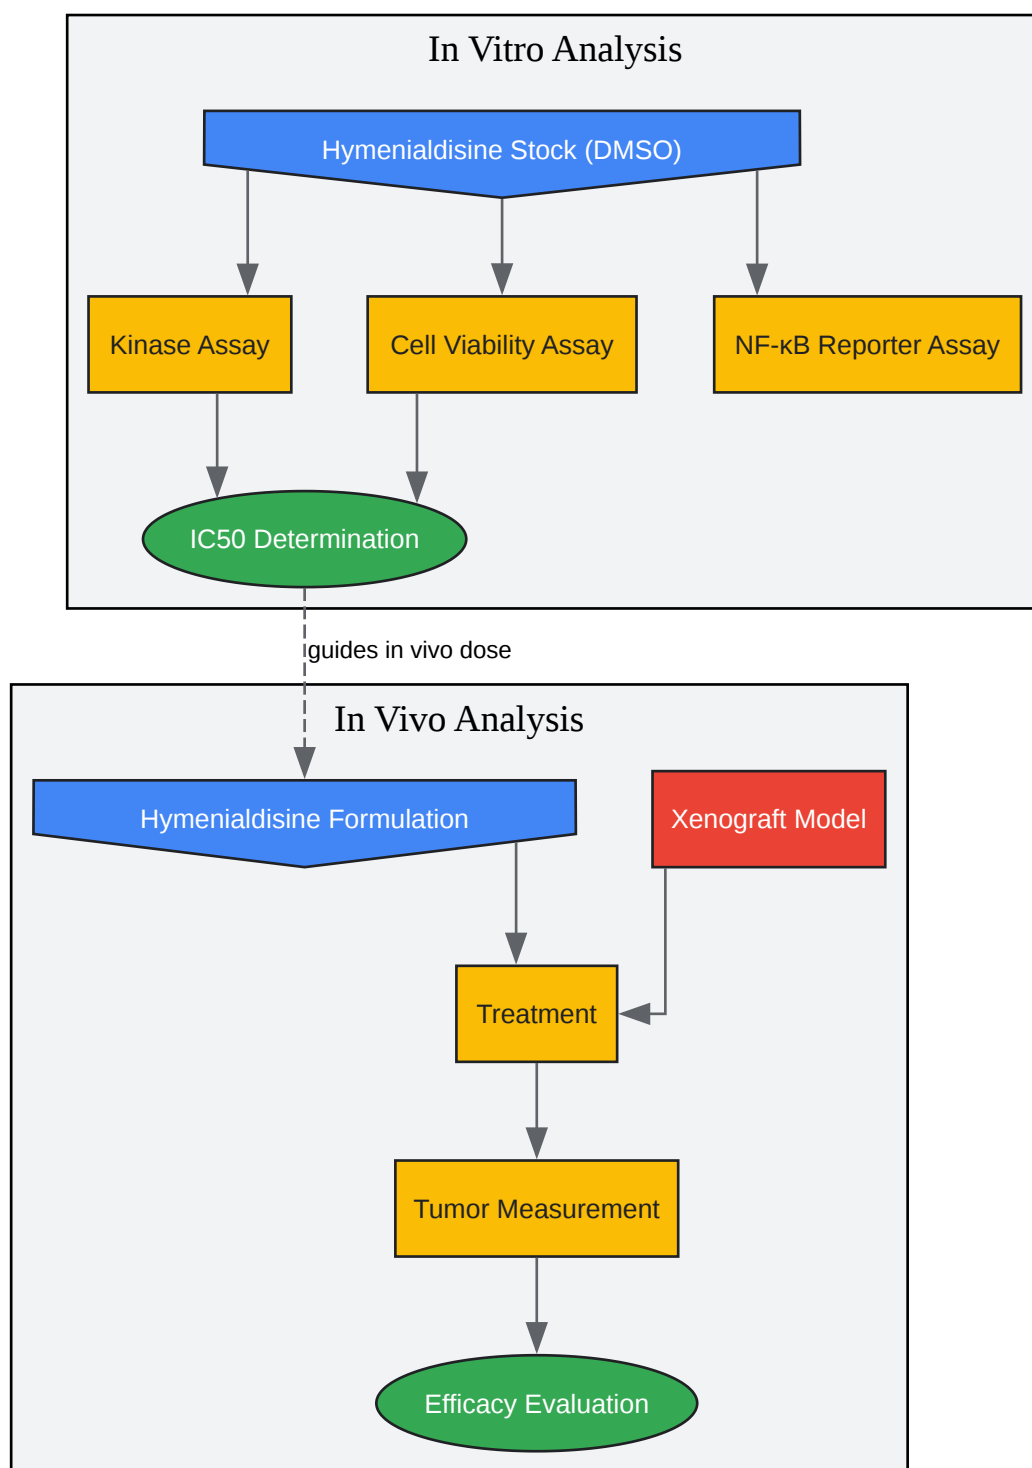 In Vitro Analysis
Hymenialdisine Stock (DMSO)
Kinase Assay
Cell Viability Assay
NF-κB Reporter Assay
IC50 Determination
guides in vivo dose
In Vivo Analysis
Hymenialdisine Formulation
Xenograft Model
Treatment
Tumor Measurement
Efficacy Evaluation